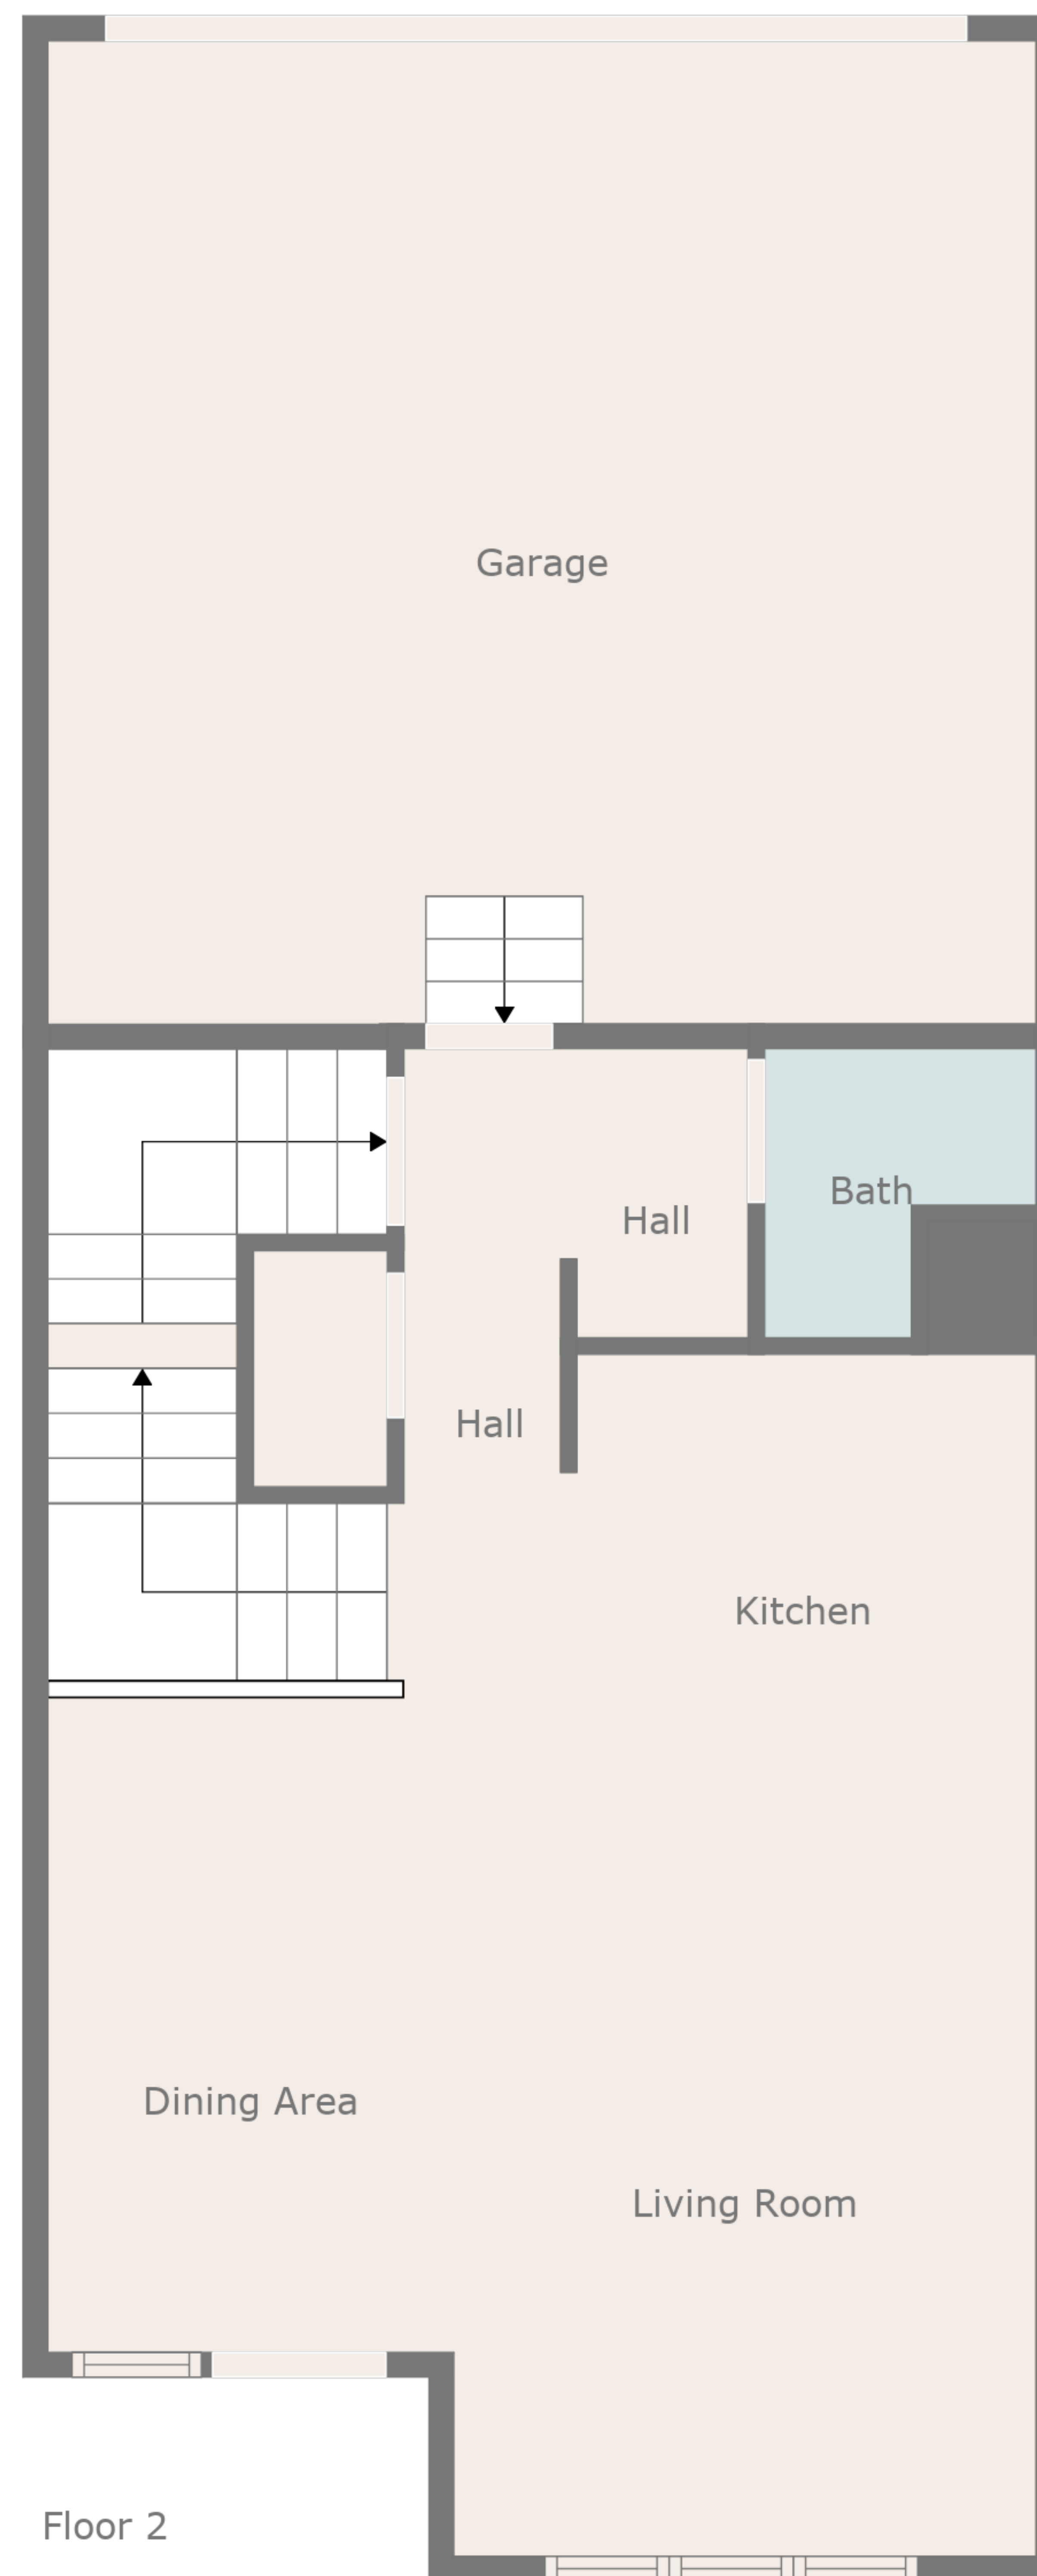 Garage
Bath
Hall
Hall
Kitchen
Dining Area
Living Room
Floor 2